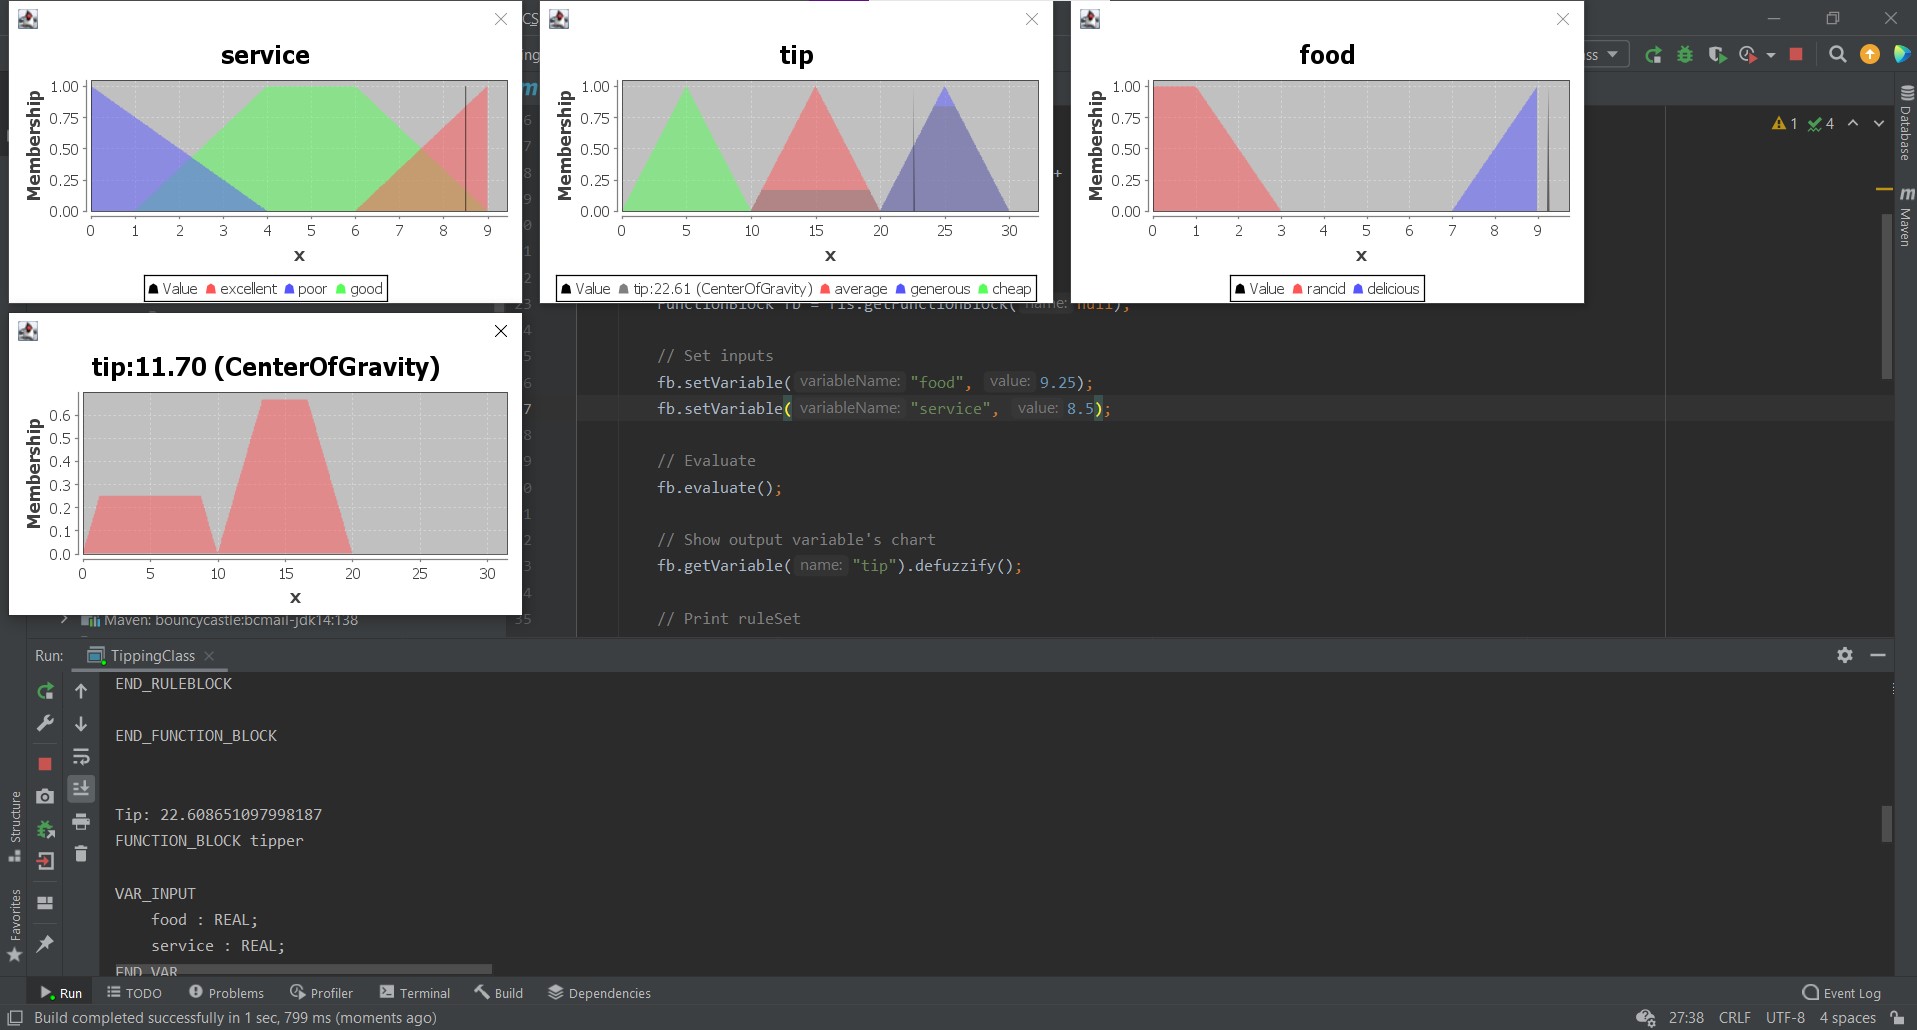 service
Membership
1.00
0.75
0.50
0.25
0.00
0 1 2 3 4 5 6 7 8 9
x
Value excellent poor good
tip
Membership
1.00
0.75
0.50
0.25
0.00
0 5 10 15 20 25 30
x
Value tip:22.61 (CenterOfGravity) average generous cheap
food
Membership
1.00
0.75
0.50
0.25
0.00
0 1 2 3 4 5 6 7 8 9
x
Value rancid delicious
1 4
Database
Maven
tip:11.70 (CenterOfGravity)
Membership
0.6
0.5
0.4
0.3
0.2
0.1
0.0
0 5 10 15 20 25 30
x
FunctionBlock fb = fis.getFunctionBlock( name: null);
// Set inputs
fb.setVariable( variableName: "food", value: 9.25);
fb.setVariable( variableName: "service", value: 8.5);
// Evaluate
fb.evaluate();
// Show output variable's chart
fb.getVariable( name: "tip").defuzzify();
35 // Print ruleSet
Maven: bouncycastle:bcmail-jdk14:138
Run: TippingClass
END_RULEBLOCK
END_FUNCTION_BLOCK
Tip: 22.608651097998187
FUNCTION_BLOCK tipper
VAR_INPUT
food : REAL;
service : REAL;
END_VAR
Structure
Favorites
Run TODO Problems Profiler Terminal Build Dependencies Event Log
Build completed successfully in 1 sec, 799 ms (moments ago) 27:38 CRLF UTF-8 4 spaces